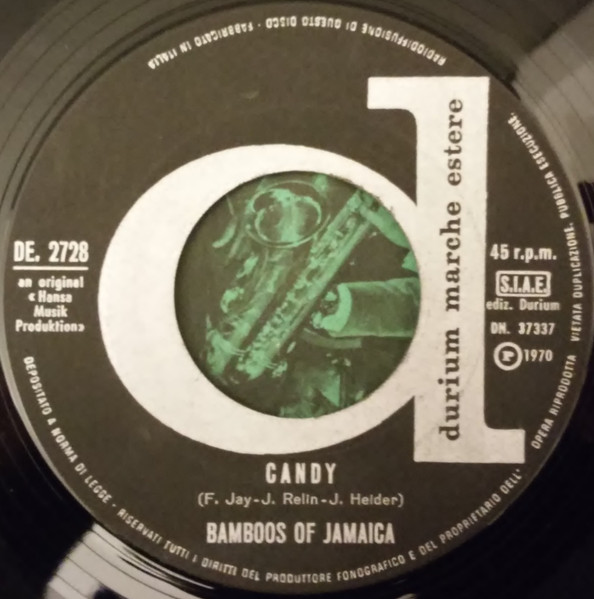 RADIODIFFUSIONE DI QUESTO DISCO - FABBRICATO IN ITALIA
d
durium marche estere
DE. 2728
an original
«Hansa
Musik
Produktion»
45 r.p.m.
S.I.A.E.
ediz. Durium
DN. 37337
P 1970
CANDY
(F. Jay-J. Relin-J. Helder)
BAMBOOS OF JAMAICA
DEPOSITATO A NORMA DI LEGGE - RISERVATI TUTTI I DIRITTI DEL PRODUTTORE FONOGRAFICO E DEL PROPRIETARIO DELL' OPERA RIPRODOTTA VIETATA DUPLICAZIONE, PUBBLICA ESECUZIONE,